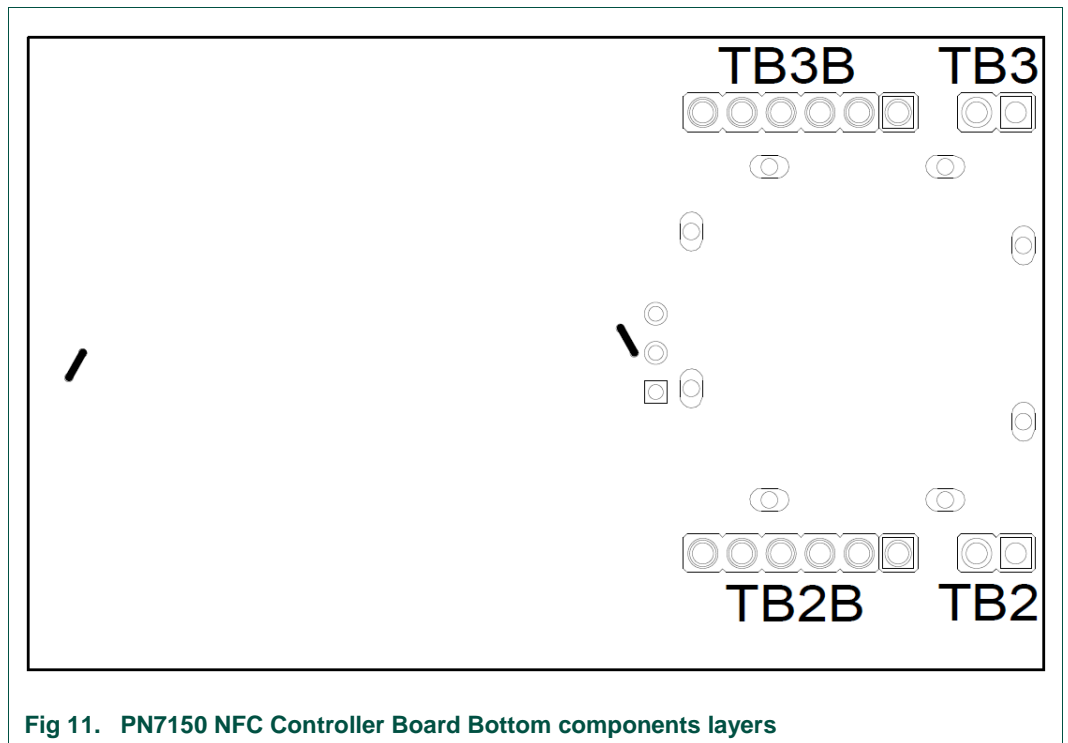 TB3B TB3
TB2B TB2
Fig 11. PN7150 NFC Controller Board Bottom components layers